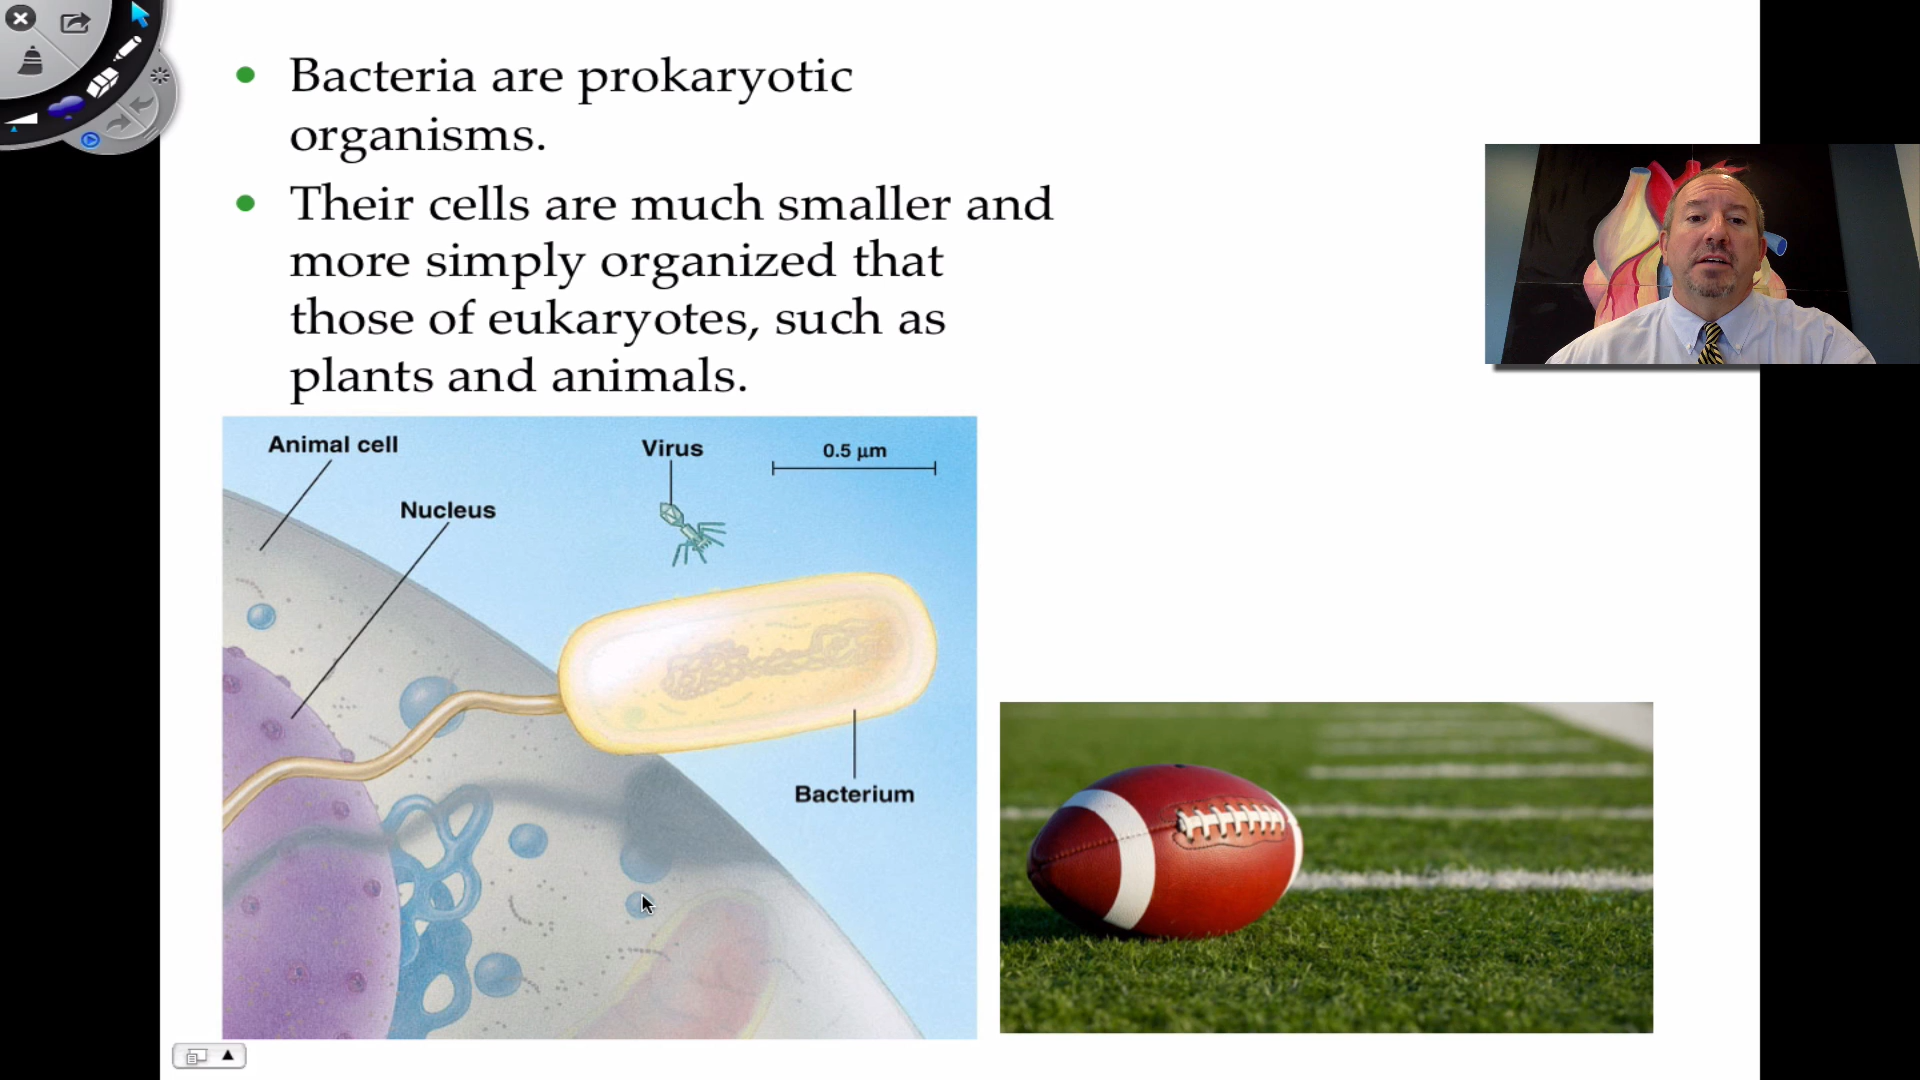 Bacteria are prokaryotic
organisms.
Their cells are much smaller and
more simply organized that
those of eukaryotes, such as
plants and animals.
Animal cell
Virus
0.5 µm
Nucleus
Bacterium